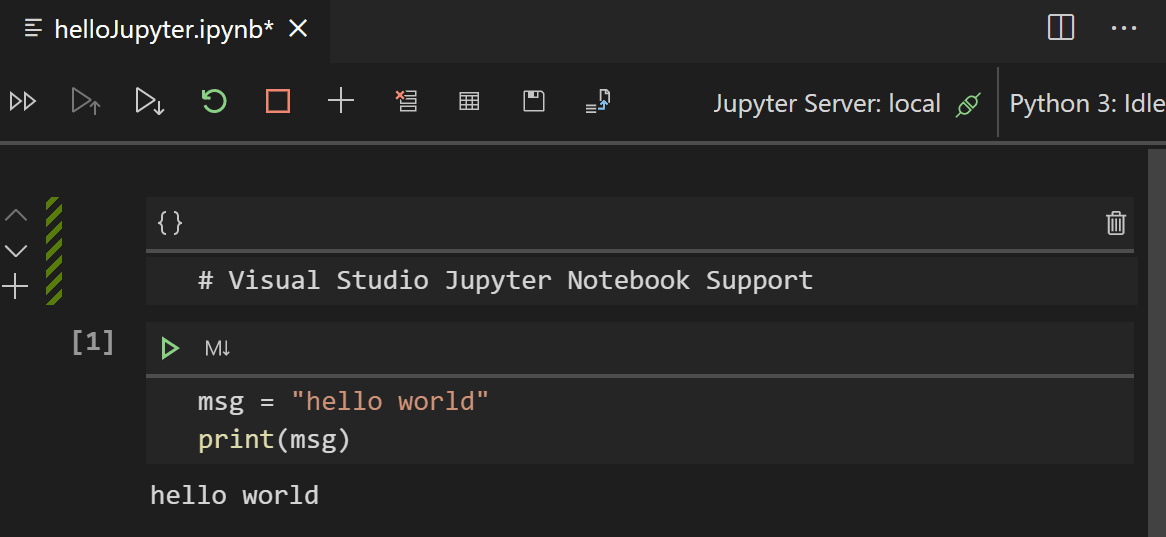 helloJupyter.ipynb*
Jupyter Server: local
Python 3: Idle
{}
# Visual Studio Jupyter Notebook Support
[1]
M↓
msg = "hello world"
print(msg)
hello world